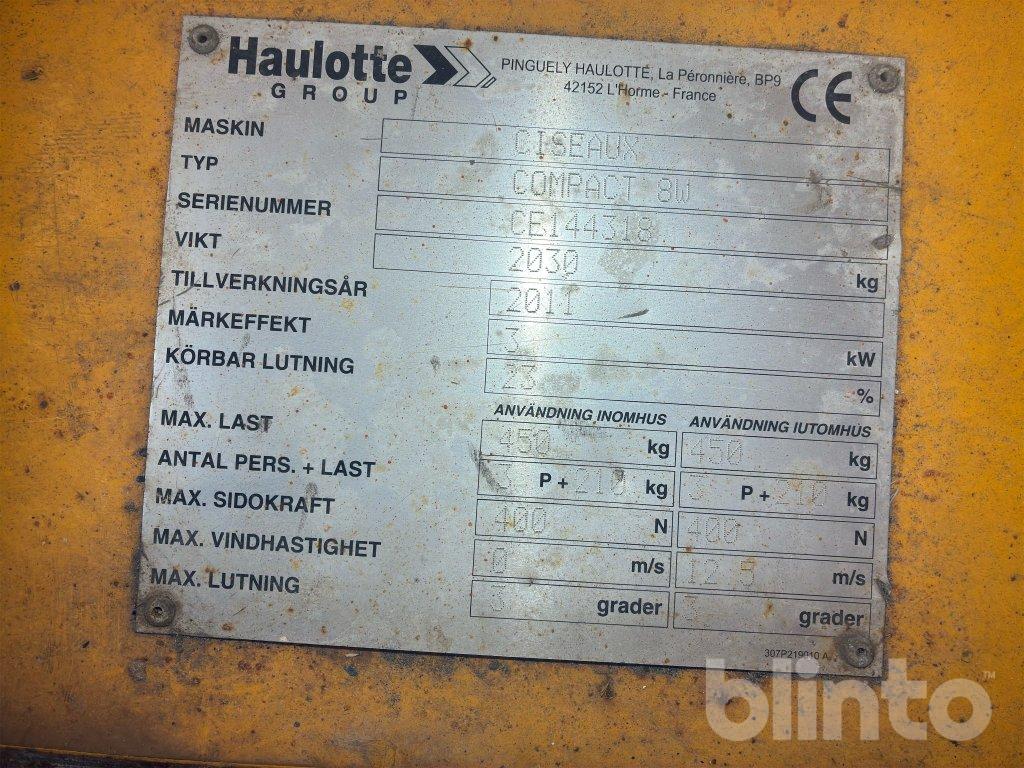 Haulotte
GROUP
PINGUELY HAULOTTE, La Péronnière, BP9
42152 L'Horme - France
CE
MASKIN CISEAUX
TYP COMPACT 8W
SERIENUMMER CE144318
VIKT 2030 kg
TILLVERKNINGSÅR 2011
MÄRKEFFEKT 3 kW
KÖRBAR LUTNING 23 %
ANVÄNDNING INOMHUS ANVÄNDNING IUTOMHUS
MAX. LAST 450 kg 450 kg
ANTAL PERS. + LAST 3 P + 210 kg 3 P + 210 kg
MAX. SIDOKRAFT 400 N 400 N
MAX. VINDHASTIGHET 0 m/s 12 5 m/s
MAX. LUTNING 3 grader 3 grader
307P219010 A
blinto™